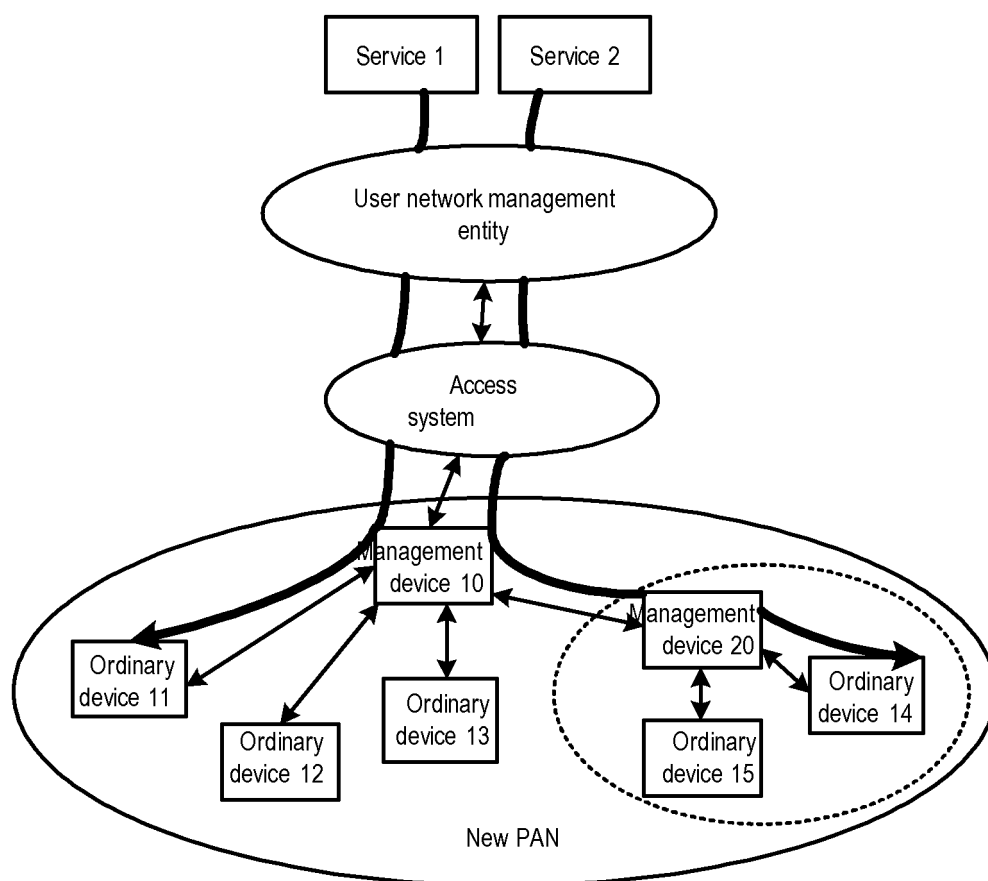 Service 1
Service 2
User network management
entity
Access
system
Management
device 10
Management
device 20
Ordinary
device 11
Ordinary
device 12
Ordinary
device 13
Ordinary
device 14
Ordinary
device 15
New PAN